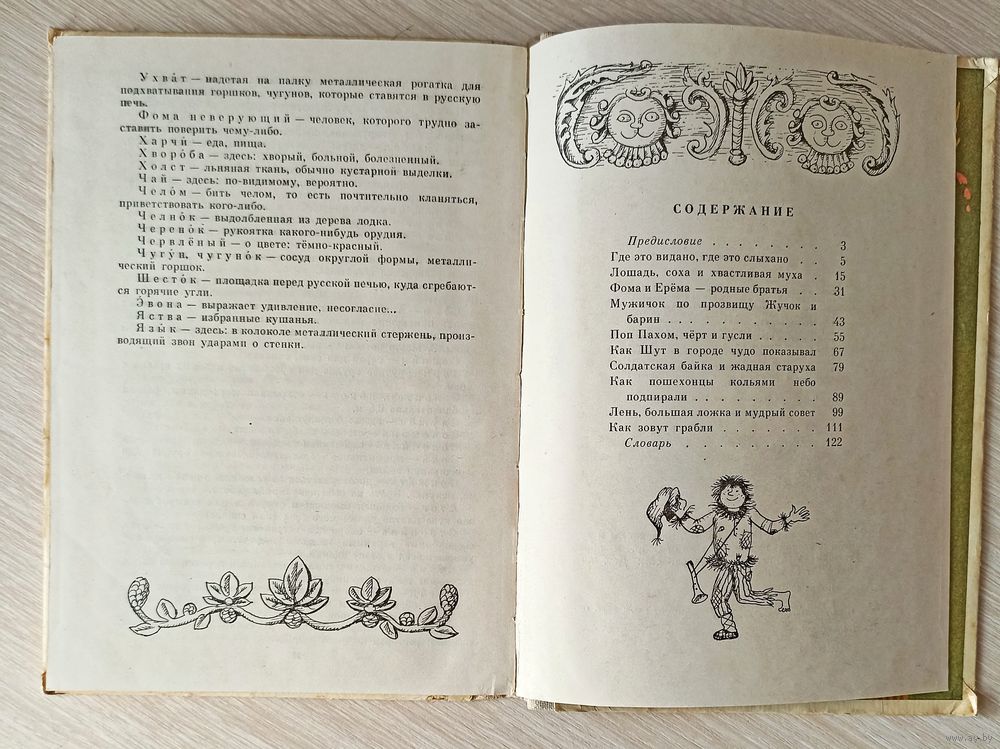 Ухва́т — надетая на палку металлическая рогатка для
подхватывания горшков, чугунов, которые ставятся в русскую
печь.
Фома неверующий — человек, которого трудно за-
ставить поверить чему-либо.
Харчи́ — еда, пища.
Хворо́ба — здесь: хворый, больной, болезненный.
Холст — льняная ткань, обычно кустарной выделки.
Чай — здесь: по-видимому, вероятно.
Чело́м — бить челом, то есть почтительно кланяться,
приветствовать кого-либо.
Челно́к — выдолбленная из дерева лодка.
Черено́к — рукоятка какого-нибудь орудия.
Червлёный — о цвете: тёмно-красный.
Чугу́н, чугуно́к — сосуд округлой формы, металли-
ческий горшок.
Шесто́к — площадка перед русской печью, куда сгребают-
ся горячие угли.
Э́вона — выражает удивление, несогласие...
Яства — избранные кушанья.
Язы́к — здесь: в колоколе металлический стержень, произ-
водящий звон ударами о стенки.
СОДЕРЖАНИЕ
Предисловие . . . . . . . . 3
Где это видано, где это слыхано . . 5
Лошадь, соха и хвастливая муха . 15
Фома и Ерёма — родные братья . . 31
Мужичок по прозвищу Жучок и
барин . . . . . . . . . . . 43
Поп Пахом, чёрт и гусли . . . . . 55
Как Шут в городе чудо показывал 67
Солдатская байка и жадная старуха 79
Как пошехонцы кольями небо
подпирали . . . . . . . . . 89
Лень, большая ложка и мудрый совет 99
Как зовут грабли . . . . . . . 111
Словарь . . . . . . . . . 122
www.ay.by